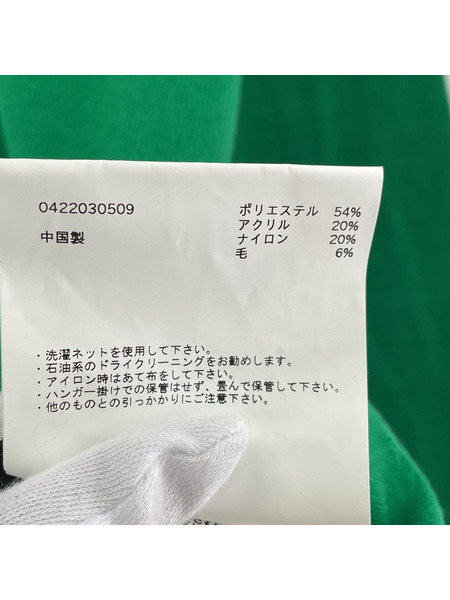 0422030509
中国製
ポリエステル 54%
アクリル 20%
ナイロン 20%
毛 6%
・洗濯ネットを使用して下さい。
・石油系のドライクリーニングをお勧めします。
・アイロン時はあて布をして下さい。
・ハンガー掛けでの保管はせず、畳んで保管して下さい。
・他のものとの引っかかりにご注意下さい。